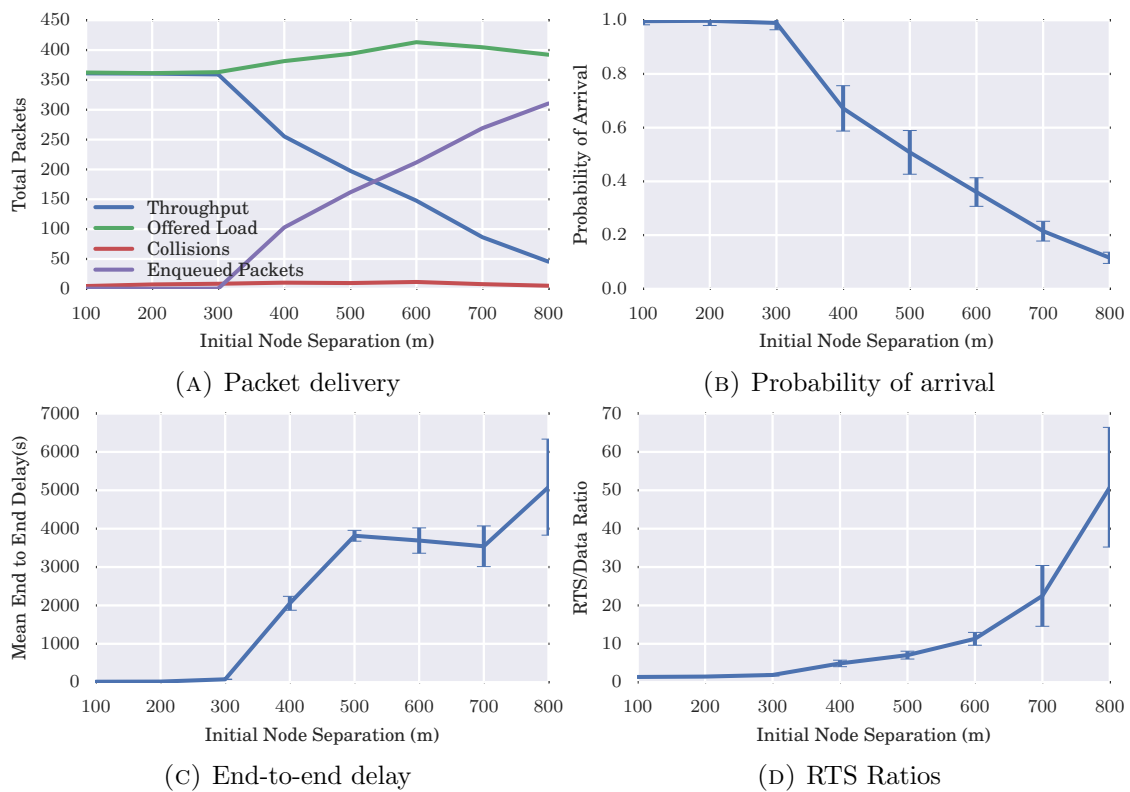 450
400
350
300
250
200
150
100
50
0
Total Packets
Throughput
Offered Load
Collisions
Enqueued Packets
100 200 300 400 500 600 700 800
Initial Node Separation (m)
(A) Packet delivery
1.0
0.8
0.6
0.4
0.2
0.0
Probability of Arrival
100 200 300 400 500 600 700 800
Initial Node Separation (m)
(B) Probability of arrival
7000
6000
5000
4000
3000
2000
1000
0
Mean End to End Delay(s)
100 200 300 400 500 600 700 800
Initial Node Separation (m)
(C) End-to-end delay
70
60
50
40
30
20
10
0
RTS/Data Ratio
100 200 300 400 500 600 700 800
Initial Node Separation (m)
(D) RTS Ratios